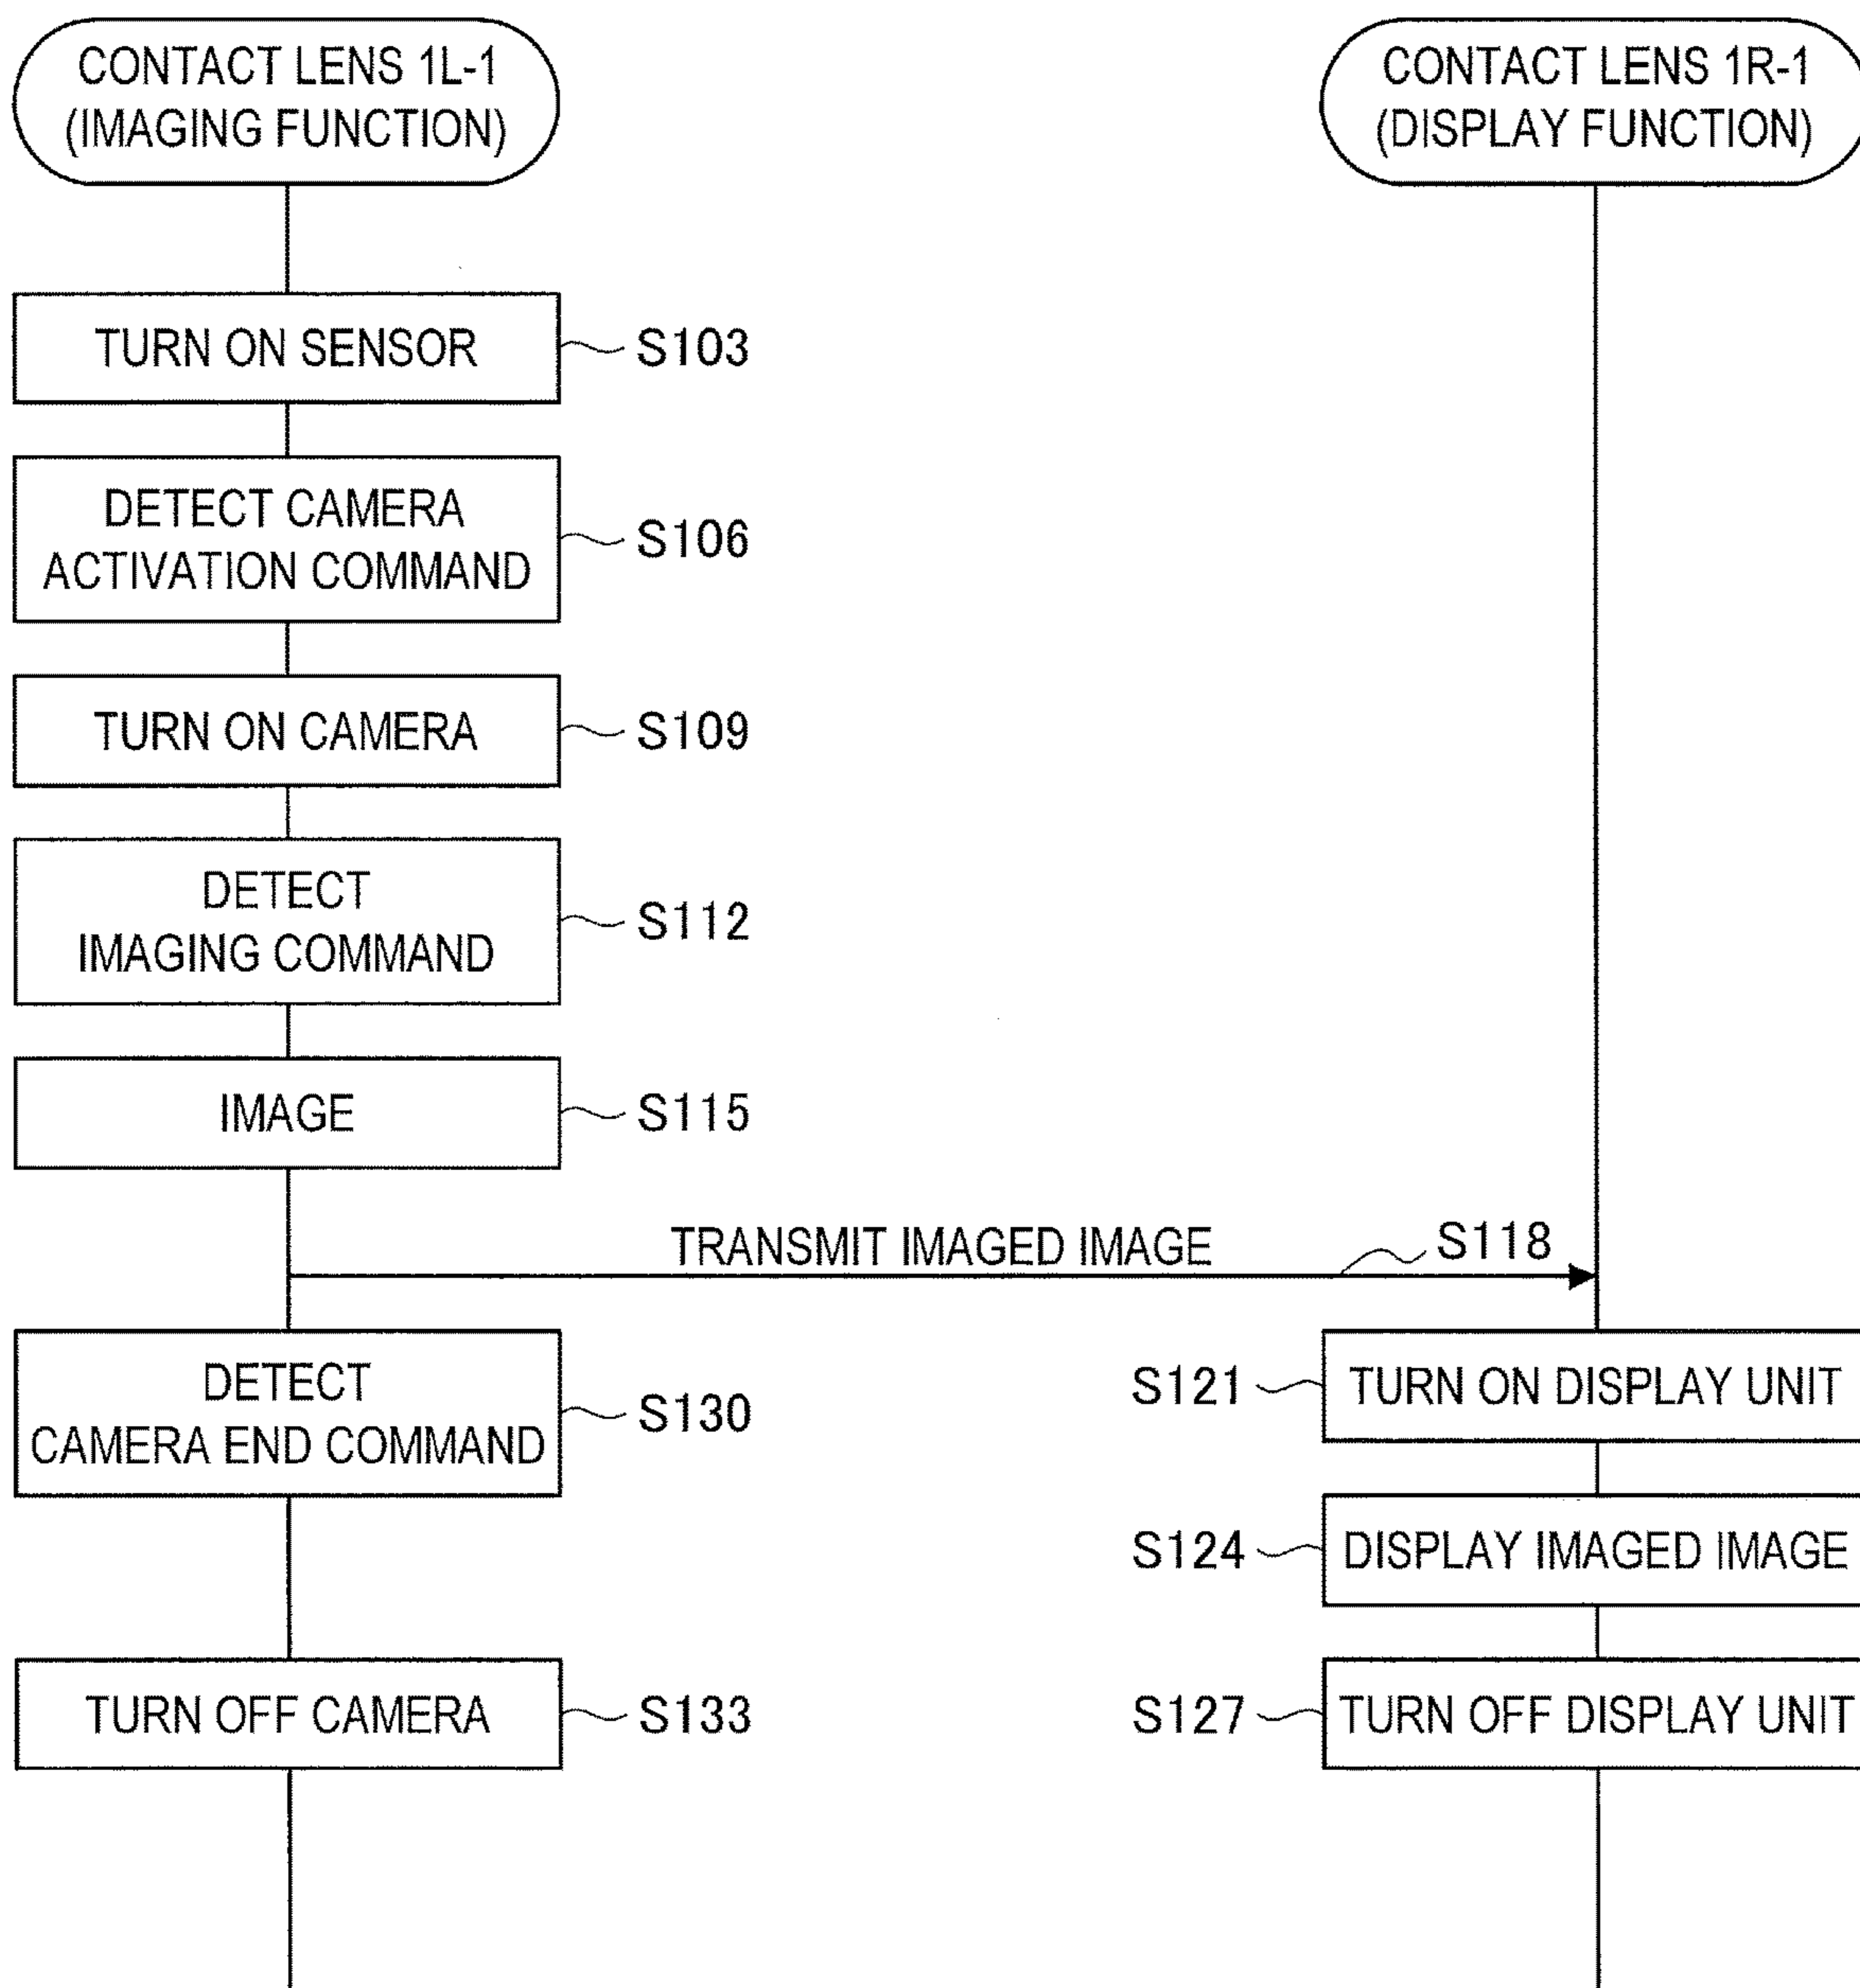 CONTACT LENS 1L-1
(IMAGING FUNCTION)
CONTACT LENS 1R-1
(DISPLAY FUNCTION)
TURN ON SENSOR
S103
DETECT CAMERA
ACTIVATION COMMAND
S106
TURN ON CAMERA
S109
DETECT
IMAGING COMMAND
S112
IMAGE
S115
TRANSMIT IMAGED IMAGE
S118
DETECT
CAMERA END COMMAND
S130
S121
TURN ON DISPLAY UNIT
S124
DISPLAY IMAGED IMAGE
TURN OFF CAMERA
S133
S127
TURN OFF DISPLAY UNIT